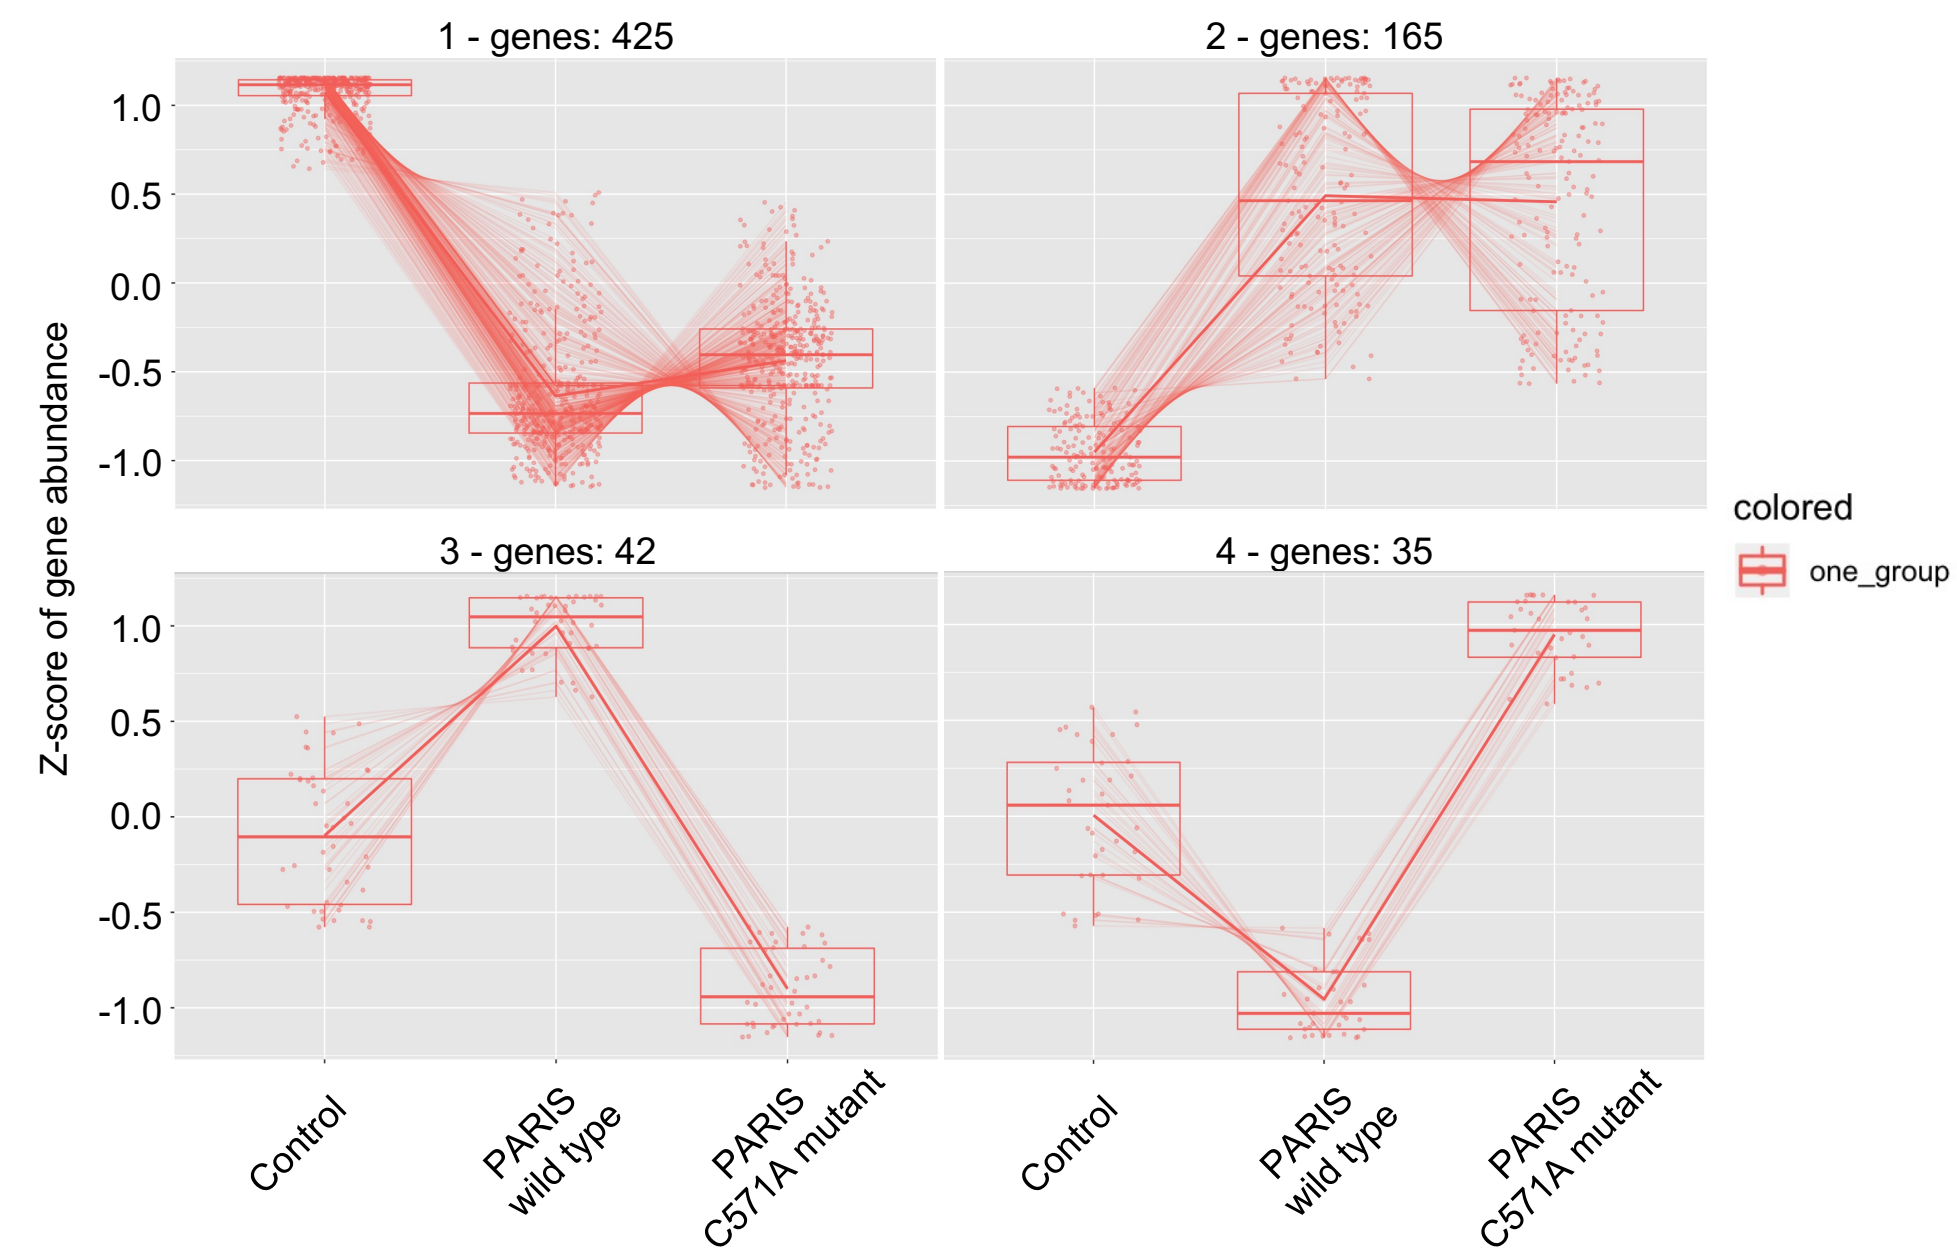 1 - genes: 425
2 - genes: 165
1.0
0.5
0.0
-0.5
-1.0
Z-score of gene abundance
3 - genes: 42
4 - genes: 35
1.0
0.5
0.0
-0.5
-1.0
colored
one_group
Control
PARIS
wild type
PARIS
C571A mutant
Control
PARIS
wild type
PARIS
C571A mutant